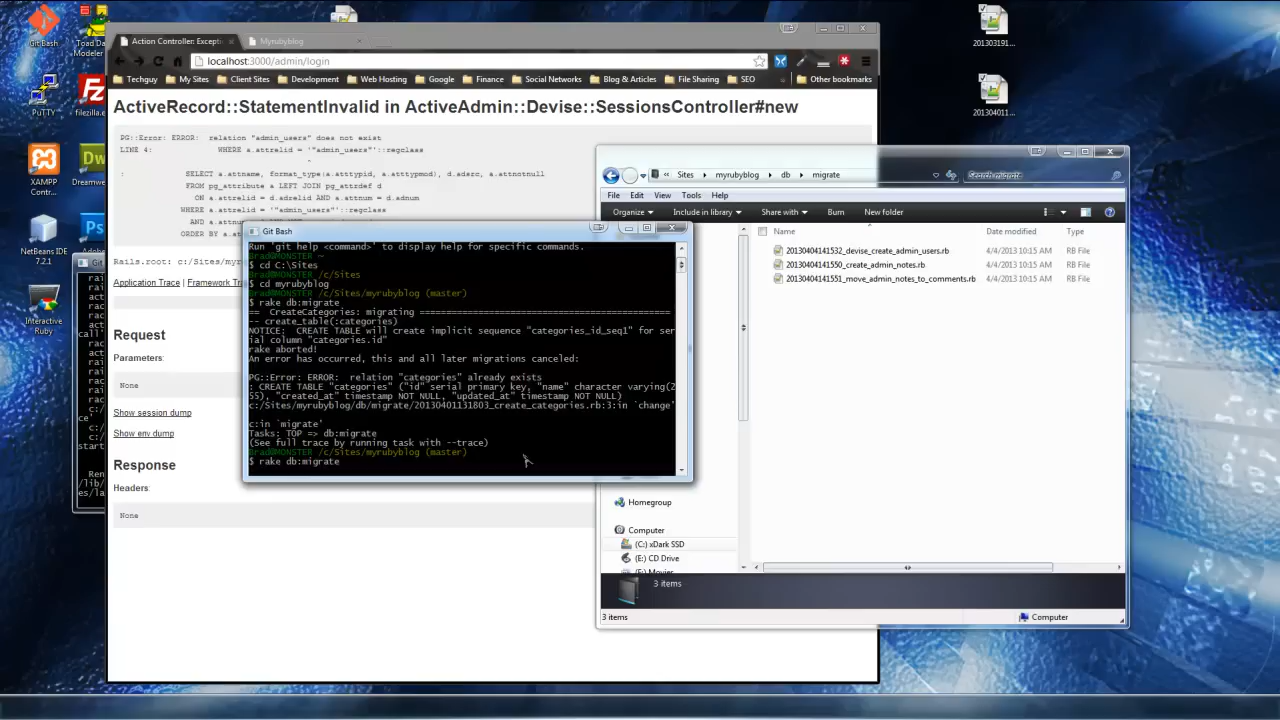 Git Bash
Toad Da
Modeler
PuTTY
filezilla.e
XAMPP
Contr...
Dreamwe
NetBeans IDE
7.2.1
Interactive
Ruby
201303191...
201304011...
Action Controller: Excepti
Myrubyblog
localhost:3000/admin/login
Techguy
My Sites
Client Sites
Development
Web Hosting
Google
Finance
Social Networks
Blog & Articles
File Sharing
SEO
Other bookmarks
ActiveRecord::StatementInvalid in ActiveAdmin::Devise::SessionsController#new
PG::Error: ERROR:  relation "admin_users" does not exist
LINE 4:             WHERE a.attrelid = '"admin_users"'::regclass
^
:            SELECT a.attname, format_type(a.atttypid, a.atttypmod), d.adsrc, a.attnotnull
FROM pg_attribute a LEFT JOIN pg_attrdef d
ON a.attrelid = d.adrelid AND a.attnum = d.adnum
WHERE a.attrelid = '"admin_users"'::regclass
AND a.attnum
ORDER BY a.att
Rails.root: c:/Sites/my
Application Trace | Framework Tr
Request
Parameters:
None
Show session dump
Show env dump
Response
Headers:
None
Git Bash
Run 'git help <command>' to display help for specific commands.
Brad@MONSTER ~
$ cd C:\Sites
Brad@MONSTER /c/Sites
$ cd myrubyblog
Brad@MONSTER /c/Sites/myrubyblog (master)
$ rake db:migrate
==  CreateCategories: migrating ==========================================
-- create_table(:categories)
NOTICE:  CREATE TABLE will create implicit sequence "categories_id_seq1" for ser
ial column "categories.id"
rake aborted!
An error has occurred, this and all later migrations canceled:
PG::Error: ERROR:  relation "categories" already exists
: CREATE TABLE "categories" ("id" serial primary key, "name" character varying(2
55), "created_at" timestamp NOT NULL, "updated_at" timestamp NOT NULL)
c:/Sites/myrubyblog/db/migrate/20130401131803_create_categories.rb:3:in `change'
c:in `migrate'
Tasks: TOP => db:migrate
(See full trace by running task with --trace)
Brad@MONSTER /c/Sites/myrubyblog (master)
$ rake db:migrate
Sites
myrubyblog
db
migrate
Search migrate
File
Edit
View
Tools
Help
Organize
Include in library
Share with
Burn
New folder
Name
Date modified
Type
20130404141532_devise_create_admin_users.rb
4/4/2013 10:15 AM
RB File
20130404141550_create_admin_notes.rb
4/4/2013 10:15 AM
RB File
20130404141551_move_admin_notes_to_comments.rb
4/4/2013 10:15 AM
RB File
Homegroup
Computer
(C:) xDark SSD
(E:) CD Drive
(F:) Movies
3 items
3 items
Computer